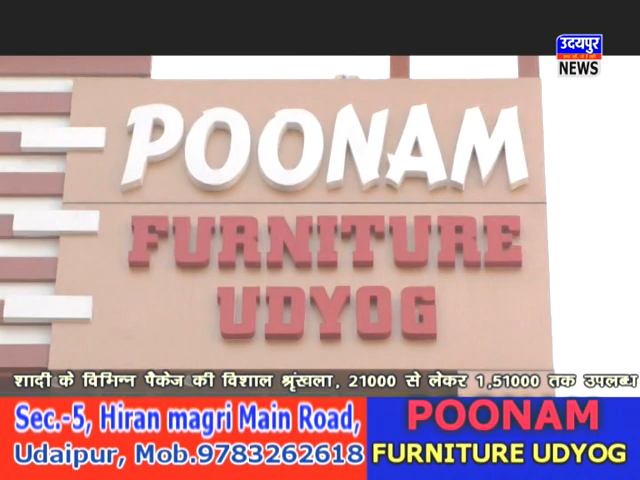 उदयपुर
NEWS
POONAM
FURNITURE
UDYOG
शादी के विभिन्न पैकेज की विशाल श्रृंखला, 21000 से लेकर 1,51000 तक उपलब्ध
Sec.-5, Hiran magri Main Road,
Udaipur, Mob.9783262618
POONAM
FURNITURE UDYOG